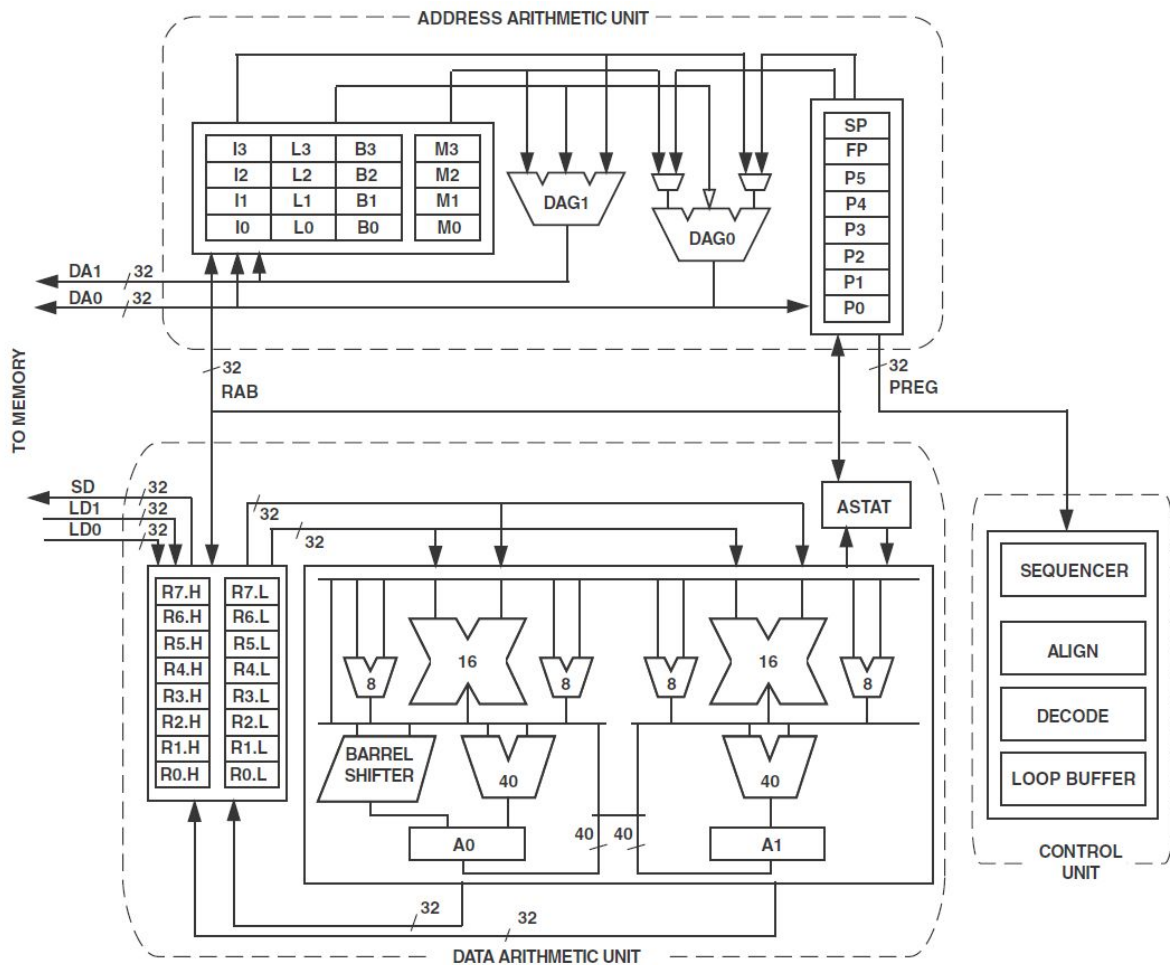 ADDRESS ARITHMETIC UNIT
SP
I3 L3 B3 M3 FP
I2 L2 B2 M2 P5
I1 L1 B1 M1 DAG1 P4
I0 L0 B0 M0 DAG0 P3
P2
DA1 32 P1
DA0 32 P0
TO MEMORY
32 32
RAB PREG
SD 32
LD1 32 32 ASTAT
LD0 32 32
R7.H R7.L SEQUENCER
R6.H R6.L
R5.H R5.L 16 16 ALIGN
R4.H R4.L 8 8 8 8
R3.H R3.L
R2.H R2.L DECODE
R1.H R1.L BARREL
SHIFTER 40 40
R0.H R0.L LOOP BUFFER
A0 40 40 A1
CONTROL
UNIT
32
32
DATA ARITHMETIC UNIT